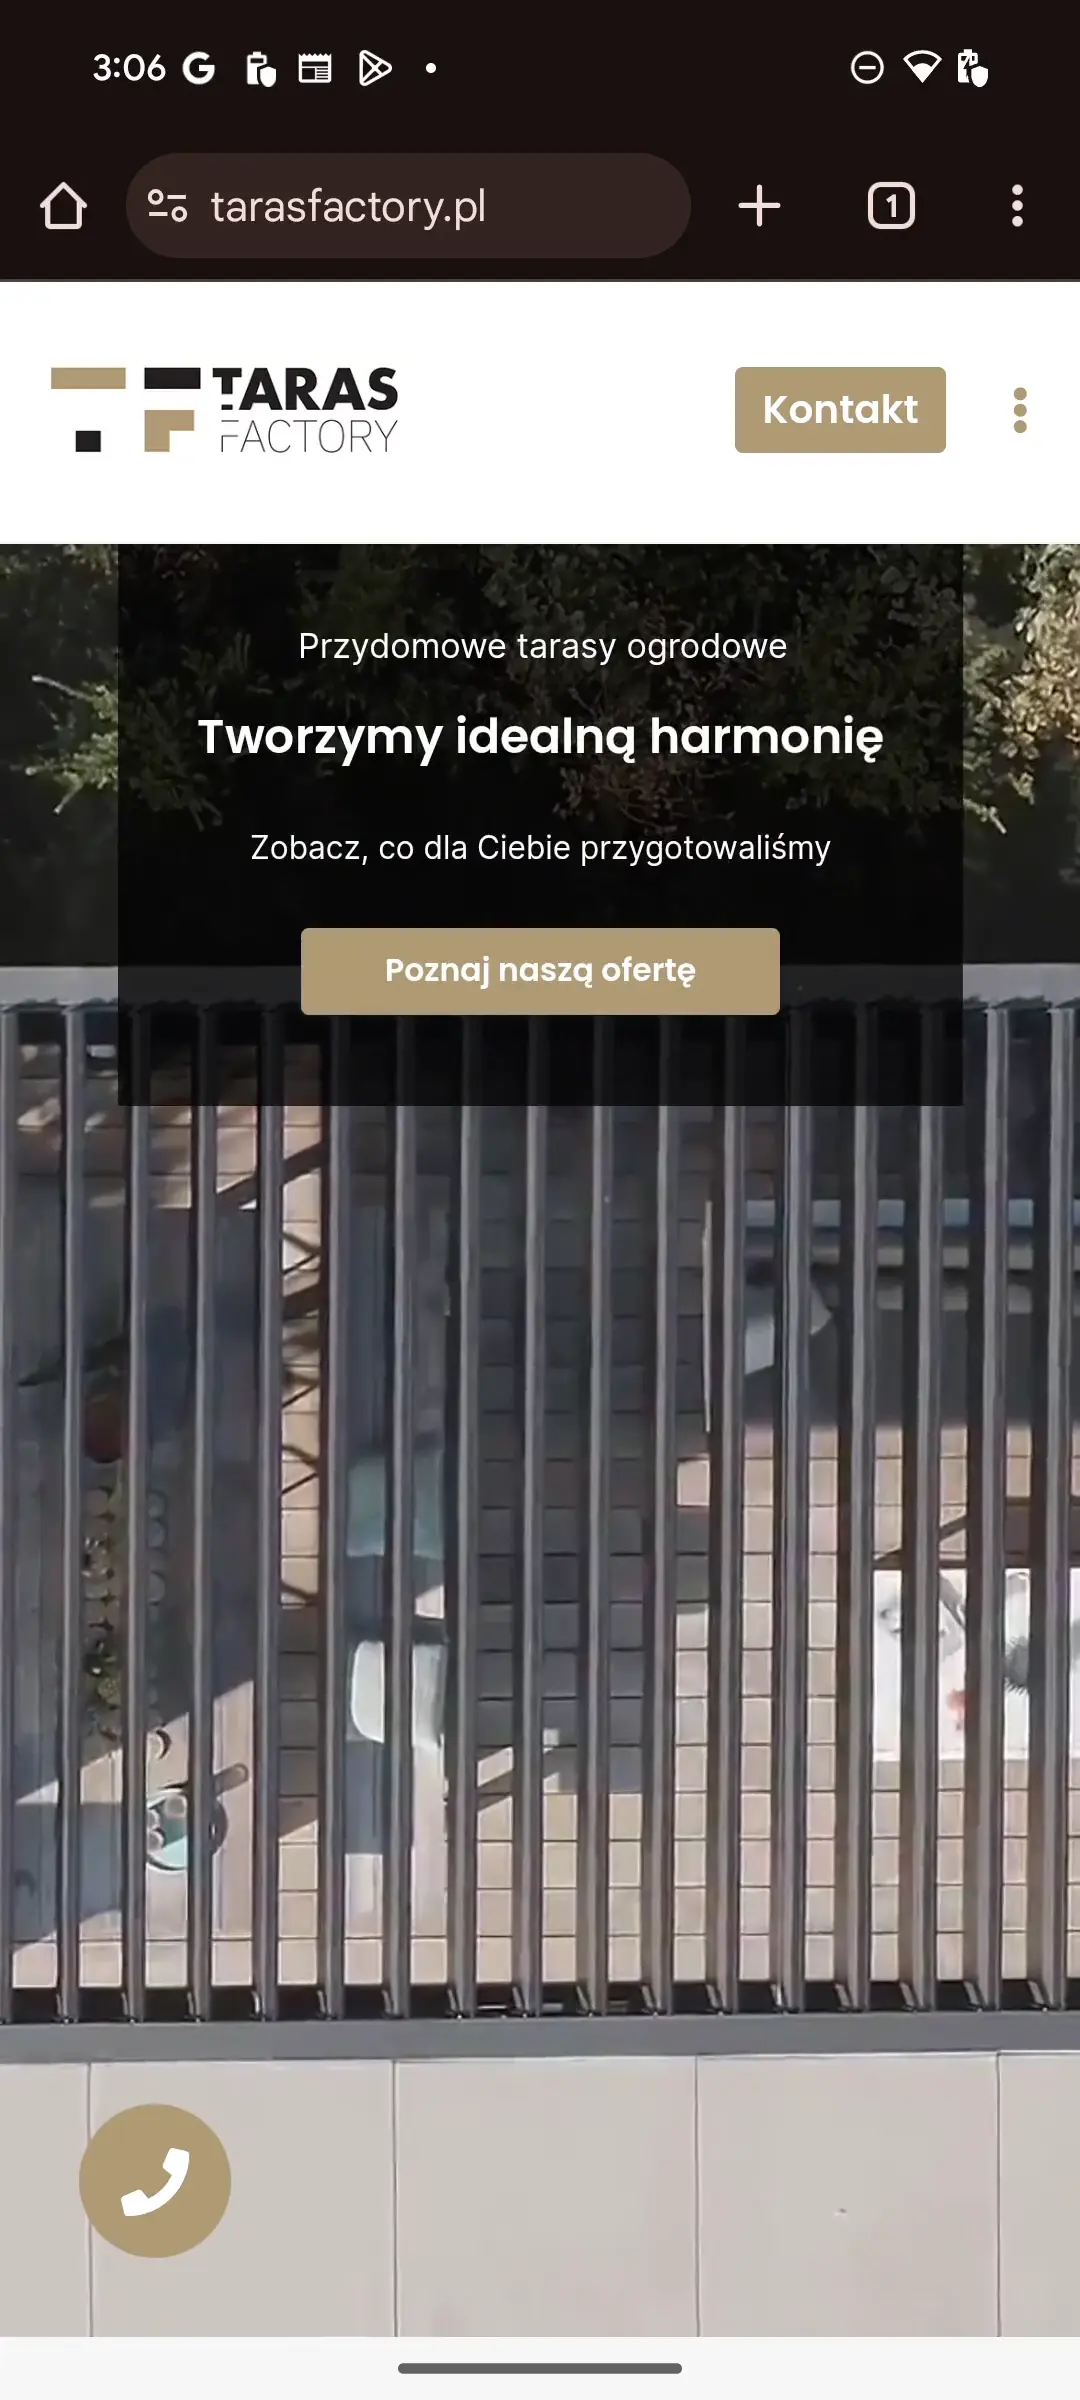 3:06
tarasfactory.pl
1
TARAS
FACTORY
Kontakt
Przydomowe tarasy ogrodowe
Tworzymy idealną harmonię
Zobacz, co dla Ciebie przygotowaliśmy
Poznaj naszą ofertę